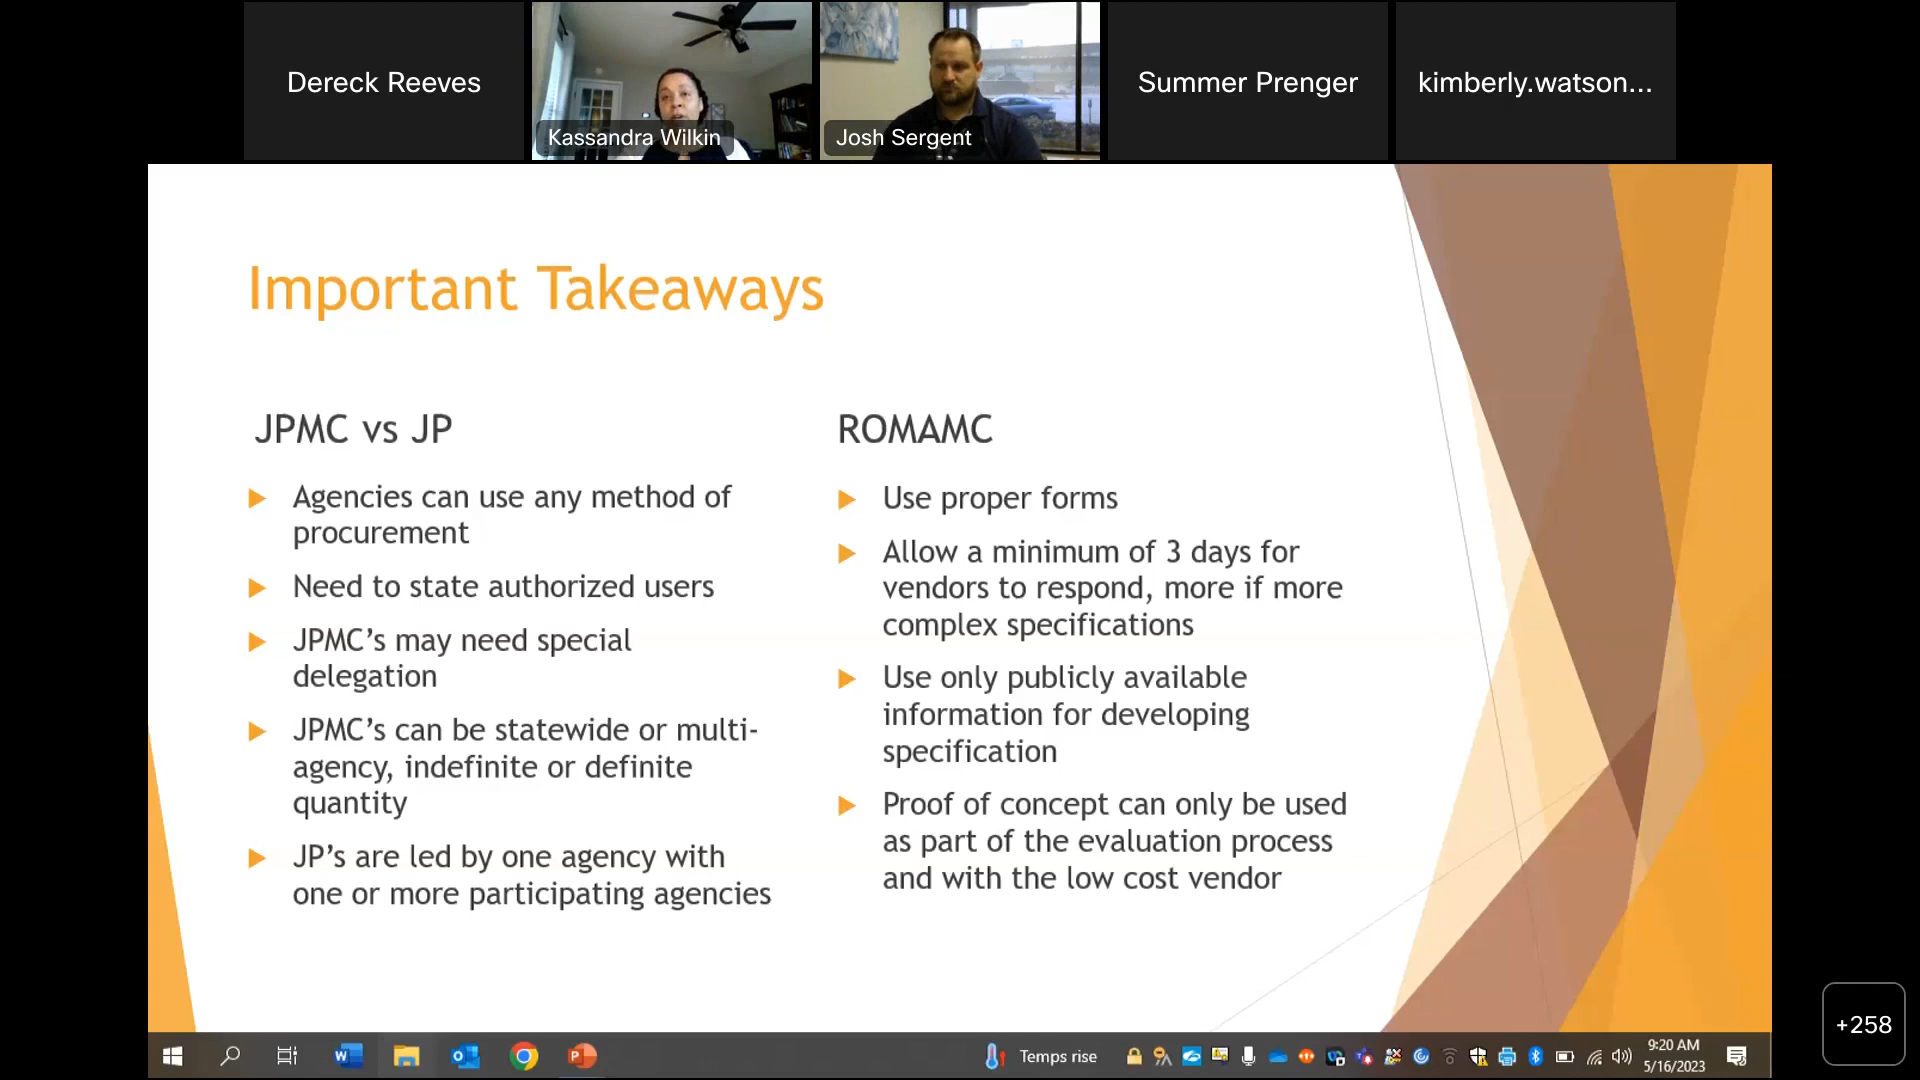 Dereck Reeves
Kassandra Wilkin
Josh Sergent
Summer Prenger
kimberly.watson...
Important Takeaways
JPMC vs JP
Agencies can use any method of
procurement
Need to state authorized users
JPMC’s may need special
delegation
JPMC’s can be statewide or multi-
agency, indefinite or definite
quantity
JP’s are led by one agency with
one or more participating agencies
ROMAMC
Use proper forms
Allow a minimum of 3 days for
vendors to respond, more if more
complex specifications
Use only publicly available
information for developing
specification
Proof of concept can only be used
as part of the evaluation process
and with the low cost vendor
+258
Temps rise
9:20 AM
5/16/2023